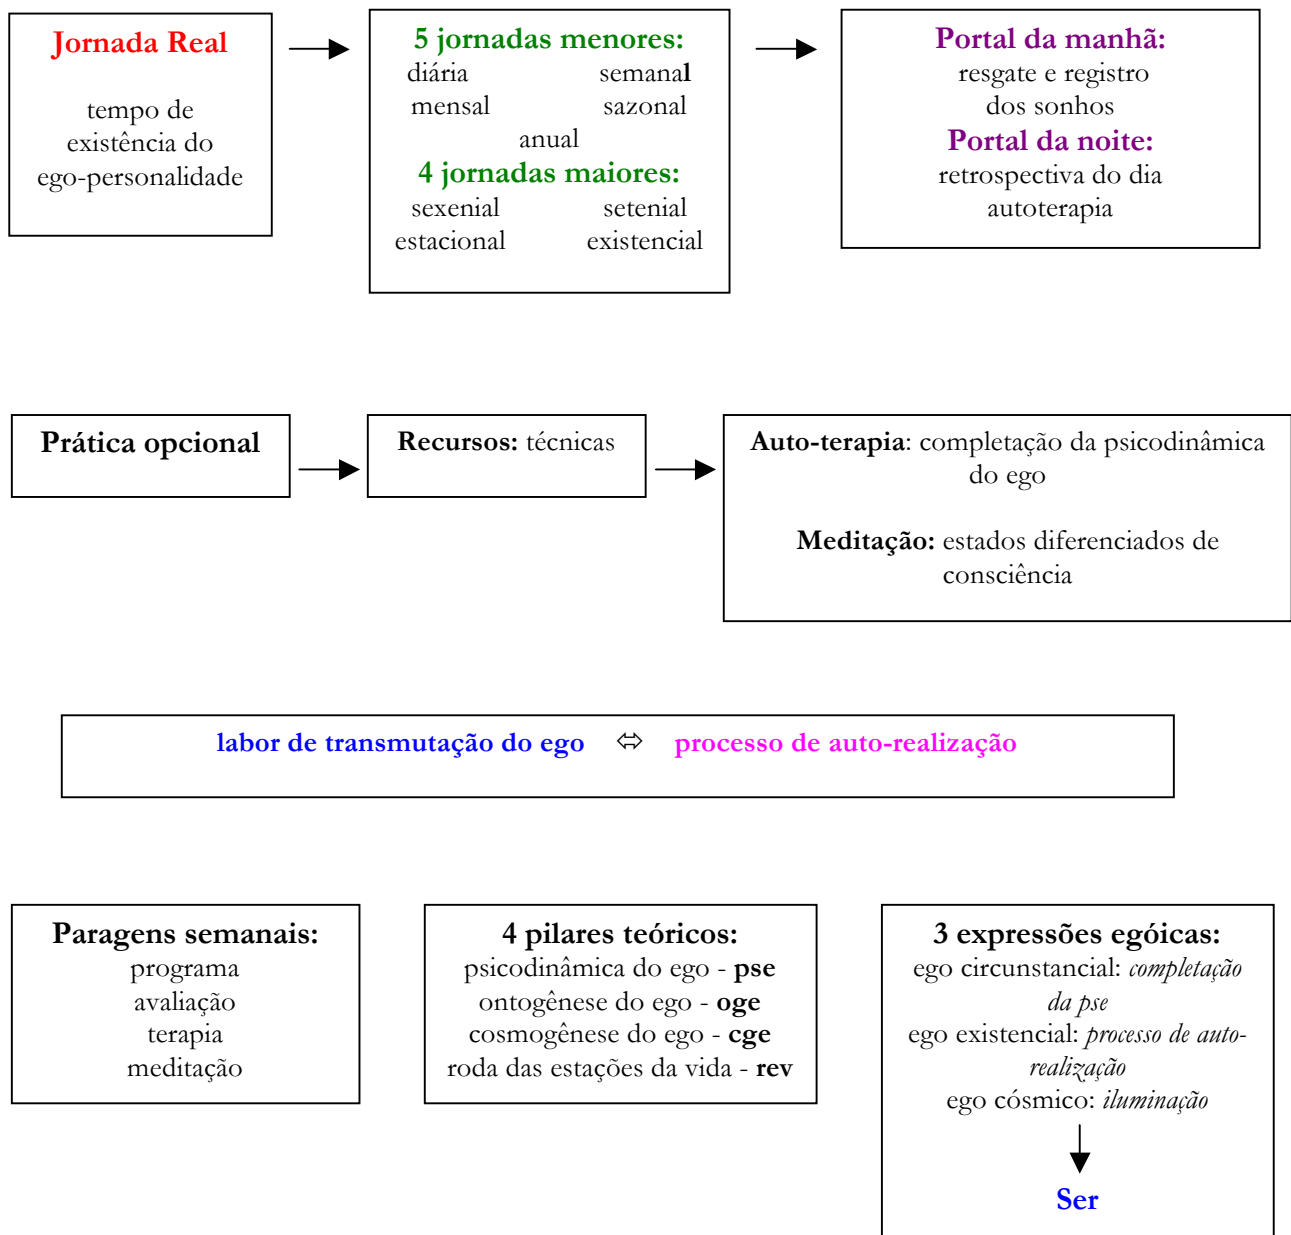 Jornada Real
tempo de
existência do
ego-personalidade
5 jornadas menores:
diária semanal
mensal sazonal
anual
4 jornadas maiores:
sexenial setenial
estacional existencial
Portal da manhã:
resgate e registro
dos sonhos
Portal da noite:
retrospectiva do dia
autoterapia
Prática opcional
Recursos: técnicas
Auto-terapia: completação da psicodinâmica
do ego
Meditação: estados diferenciados de
consciência
labor de transmutação do ego ⇔ processo de auto-realização
Paragens semanais:
programa
avaliação
terapia
meditação
4 pilares teóricos:
psicodinâmica do ego - pse
ontogênese do ego - oge
cosmogênese do ego - cge
roda das estações da vida - rev
3 expressões egóicas:
ego circunstancial: completação
da pse
ego existencial: processo de auto-
realização
ego cósmico: iluminação
Ser